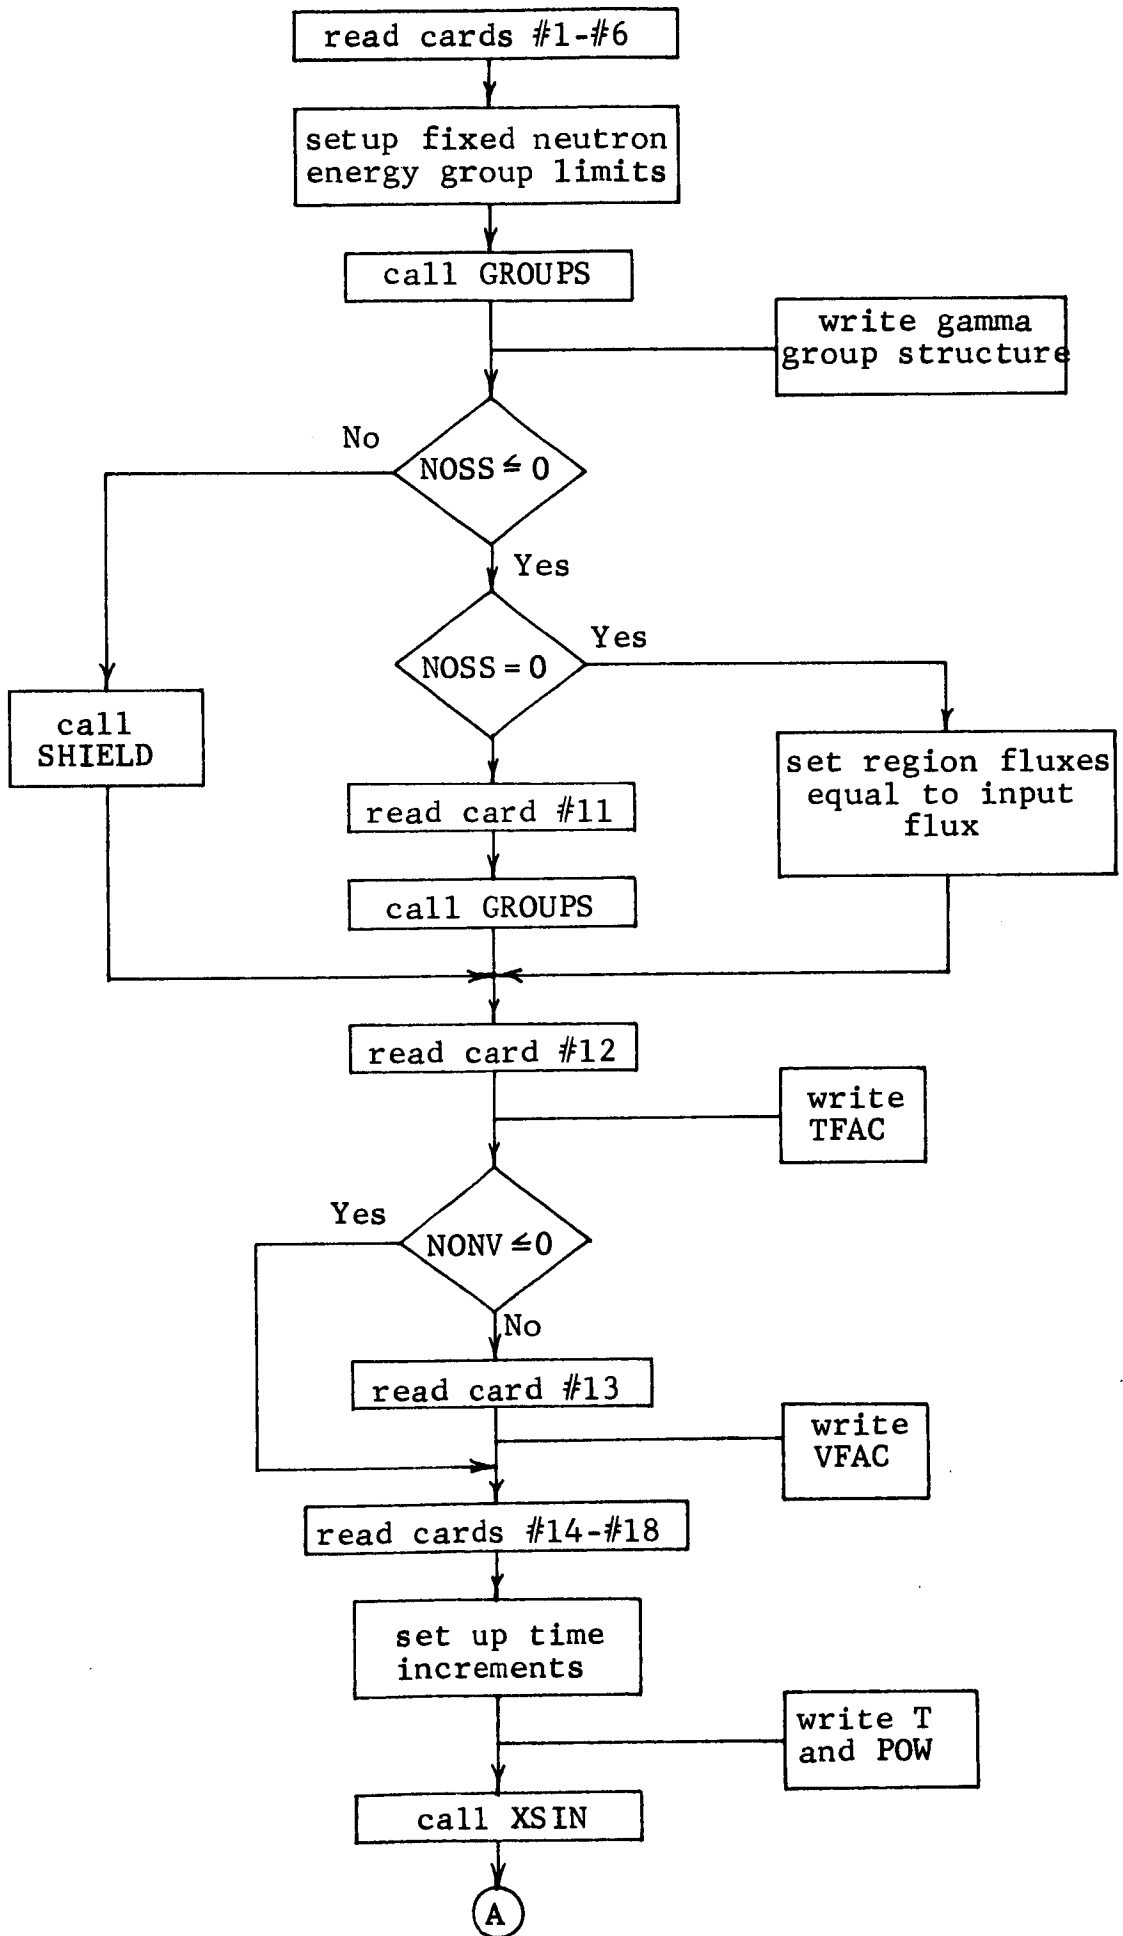 read cards #1-#6
setup fixed neutron
energy group limits
call GROUPS
write gamma
group structure
No
NOSS ≤ 0
Yes
NOSS = 0
Yes
call
SHIELD
set region fluxes
equal to input
flux
read card #11
call GROUPS
read card #12
write
TFAC
Yes
NONV ≤0
No
read card #13
write
VFAC
read cards #14-#18
set up time
increments
write T
and POW
call XSIN
A